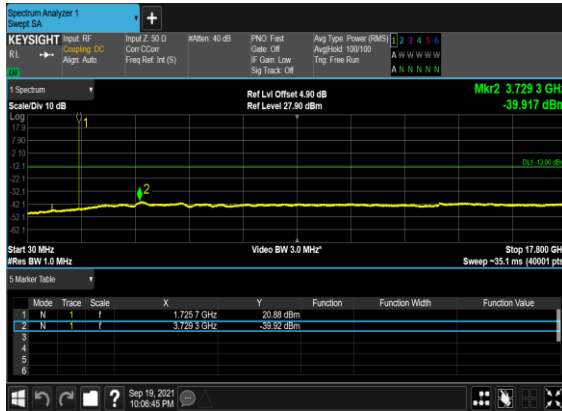 Spectrum Analyzer 1
Swept SA
+
KEYSIGHT Input: RF Input Z: 50 Ω #Atten: 40 dB PNO: Fast Avg Type: Power (RMS) 1 2 3 4 5 6
RL Coupling: DC Corr CCorr Gate: Off Avg|Hold: 100/100 A W W W W W
Align: Auto Freq Ref: Int (S) IF Gain: Low Trig: Free Run
Sig Track: Off A N N N N N
1 Spectrum Ref Lvl Offset 4.90 dB Mkr2 3.729 3 GHz
Scale/Div 10 dB Ref Level 27.90 dBm -39.917 dBm
Log
17.9
7.90
-2.10
-12.1
-22.1
-32.1
-42.1
-52.1
-62.1
1
2
DL1 -13.00 dBm
Start 30 MHz Video BW 3.0 MHz* Stop 17.800 GHz
#Res BW 1.0 MHz Sweep ~35.1 ms (40001 pts)
5 Marker Table
Mode Trace Scale X Y Function Function Width Function Value
1 N 1 f 1.725 7 GHz 20.88 dBm
2 N 1 f 3.729 3 GHz -39.92 dBm
3
4
5
6
? Sep 19, 2021
10:06:45 PM